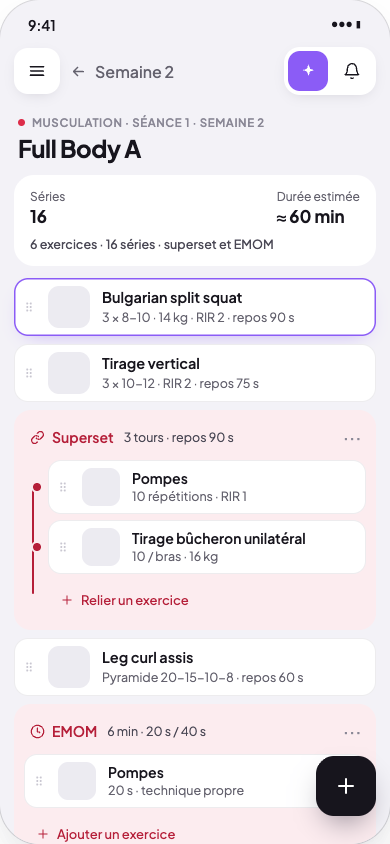 9:41
Semaine 2
MUSCULATION · SÉANCE 1 · SEMAINE 2
Full Body A
Séries
16
Durée estimée
≈ 60 min
6 exercices · 16 séries · superset et EMOM
Bulgarian split squat
3 × 8–10 · 14 kg · RIR 2 · repos 90 s
Tirage vertical
3 × 10–12 · RIR 2 · repos 75 s
Superset 3 tours · repos 90 s
Pompes
10 répétitions · RIR 1
Tirage bûcheron unilatéral
10 / bras · 16 kg
+ Relier un exercice
Leg curl assis
Pyramide 20–15–10–8 · repos 60 s
EMOM 6 min · 20 s / 40 s
Pompes
20 s · technique propre
+ Ajouter un exercice